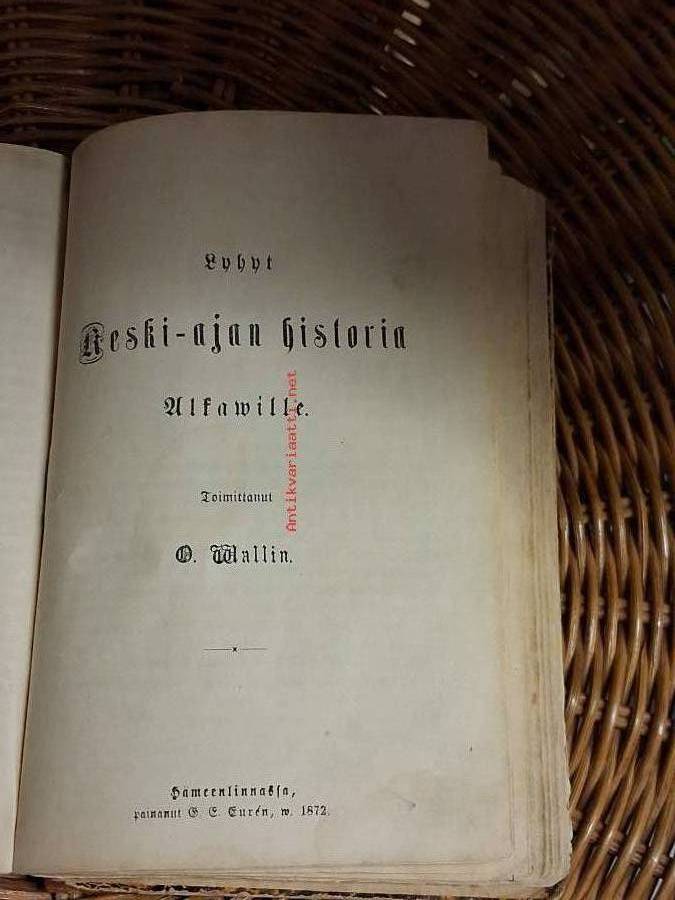 Lyhyt
Keski-ajan historia
Alkawille.
Toimittanut
O. Wallin.
Hämeenlinnassa,
painanut G. E. Eurén, w. 1872.
Antikvariaatti.net